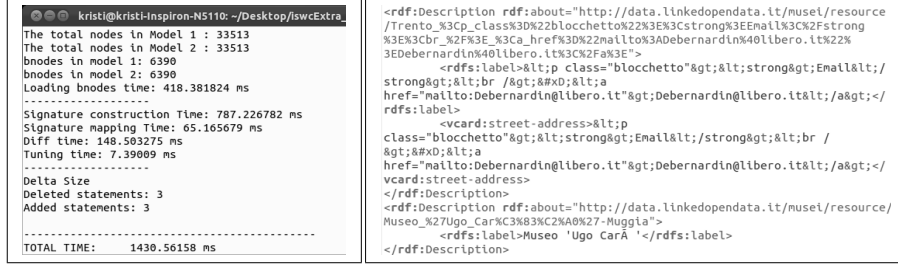 kristi@kristi-Inspiron-N5110: ~/Desktop/iswcExtra_
The total nodes in Model 1 : 33513
The total nodes in Model 2 : 33513
bnodes in model 1: 6390
bnodes in model 2: 6390
Loading bnodes time: 418.381824 ms
-------------------
Signature construction Time: 787.226782 ms
Signature mapping Time: 65.165679 ms
Diff time: 148.503275 ms
Tuning time: 7.39009 ms
-------------------
Delta Size
Deleted statements: 3
Added statements: 3
-------------------------------------------
TOTAL TIME: 1430.56158 ms
<rdf:Description rdf:about="http://data.linkedopendata.it/musei/resource
/Trento_%3Cp_class%3D%22blocchetto%22%3E%3Cstrong%3EEmail%3C%2Fstrong
%3E%3Cbr_%2F%3E_%3Ca_href%3D%22mailto%3ADebernardin%40libero.it%22%
3EDebernardin%40libero.it%3C%2Fa%3E">
<rdfs:label>&lt;p class="blocchetto"&gt;&lt;strong&gt;Email&lt;/
strong&gt;&lt;br /&gt;&#xD;&lt;a
href="mailto:Debernardin@libero.it"&gt;Debernardin@libero.it&lt;/a&gt;</
rdfs:label>
<vcard:street-address>&lt;p
class="blocchetto"&gt;&lt;strong&gt;Email&lt;/strong&gt;&lt;br /
&gt;&#xD;&lt;a
href="mailto:Debernardin@libero.it"&gt;Debernardin@libero.it&lt;/a&gt;</
vcard:street-address>
</rdf:Description>
<rdf:Description rdf:about="http://data.linkedopendata.it/musei/resource/
Museo_%27Ugo_Car%C3%83%C2%A0%27-Muggia">
<rdfs:label>Museo 'Ugo CarÃ '</rdfs:label>
</rdf:Description>